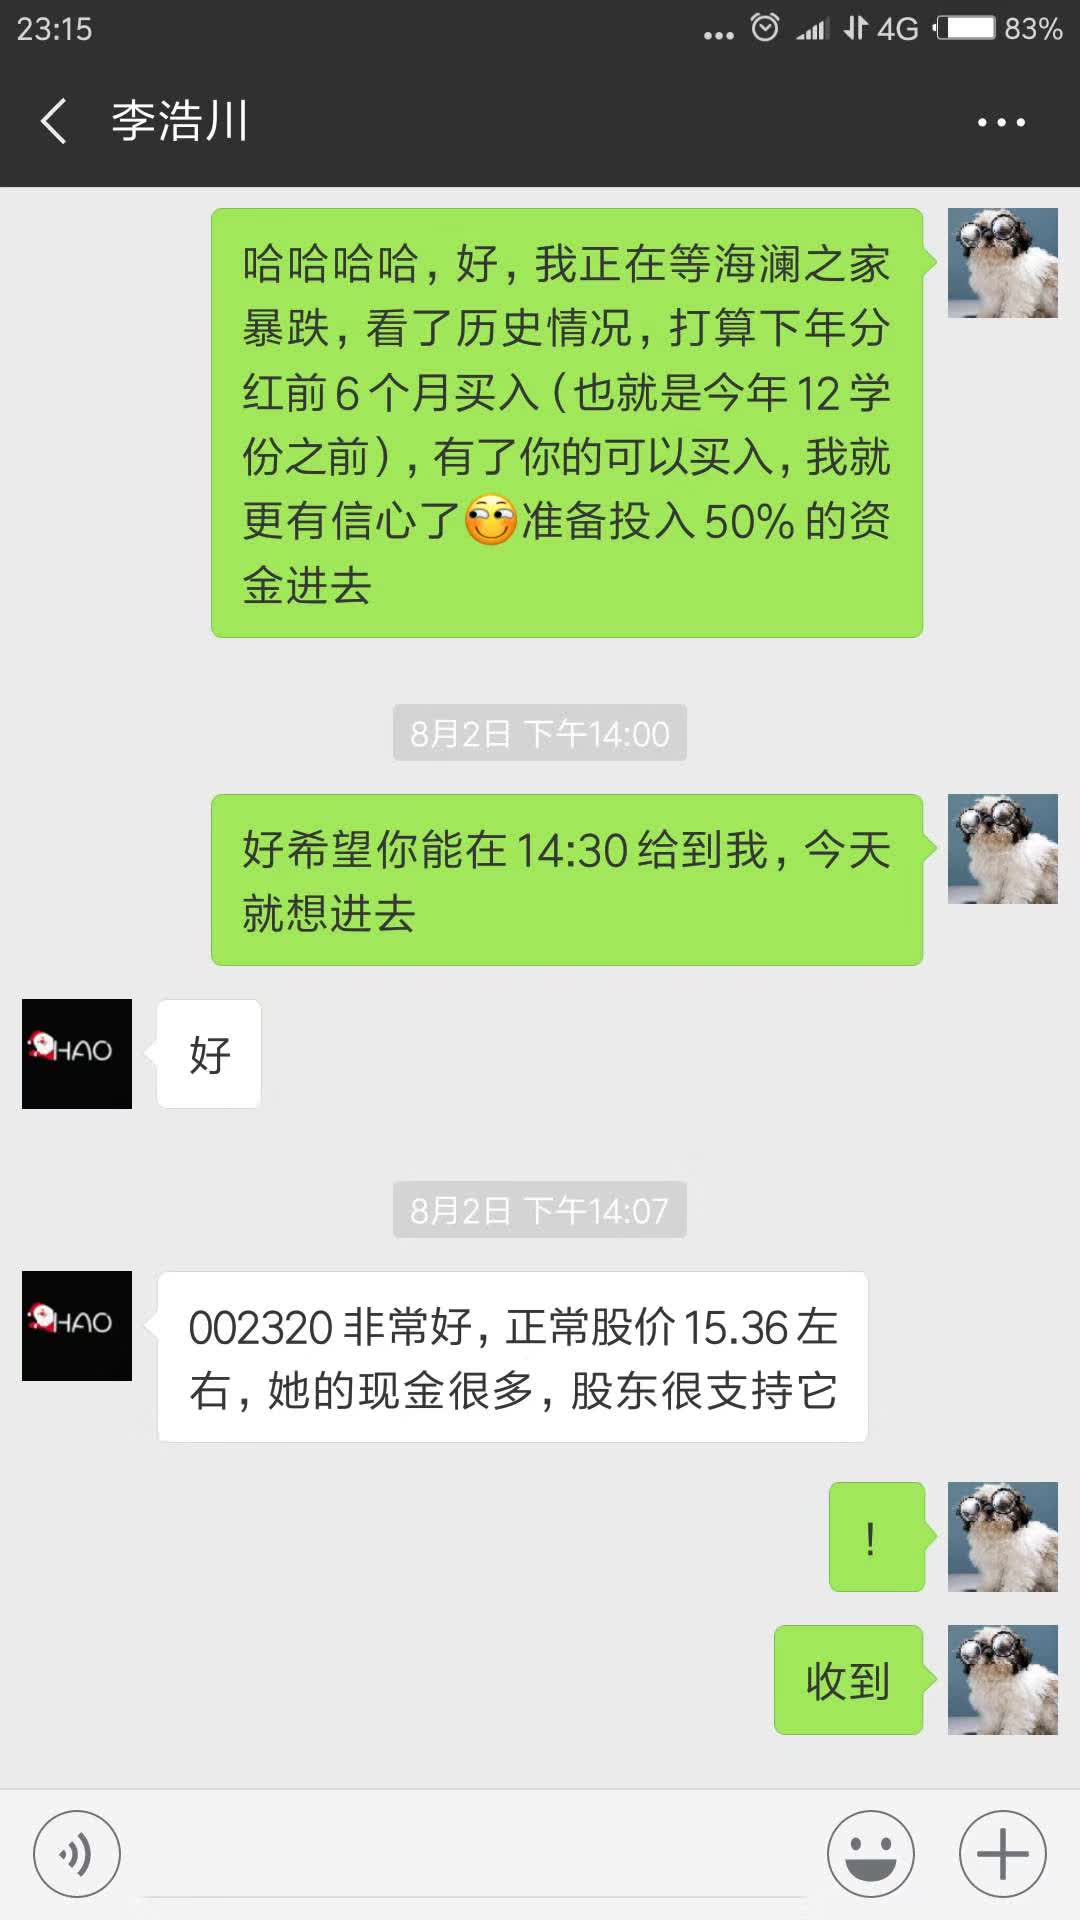 23:15
4G
83%
李浩川
哈哈哈哈,好,我正在等海澜之家
暴跌,看了历史情况,打算下年分
红前6个月买入(也就是今年12学
份之前),有了你的可以买入,我就
更有信心了准备投入50%的资
金进去
8月2日 下午14:00
好希望你能在14:30给到我,今天
就想进去
HAO
好
8月2日 下午14:07
HAO
002320非常好,正常股价15.36左
右,她的现金很多,股东很支持它
!
收到